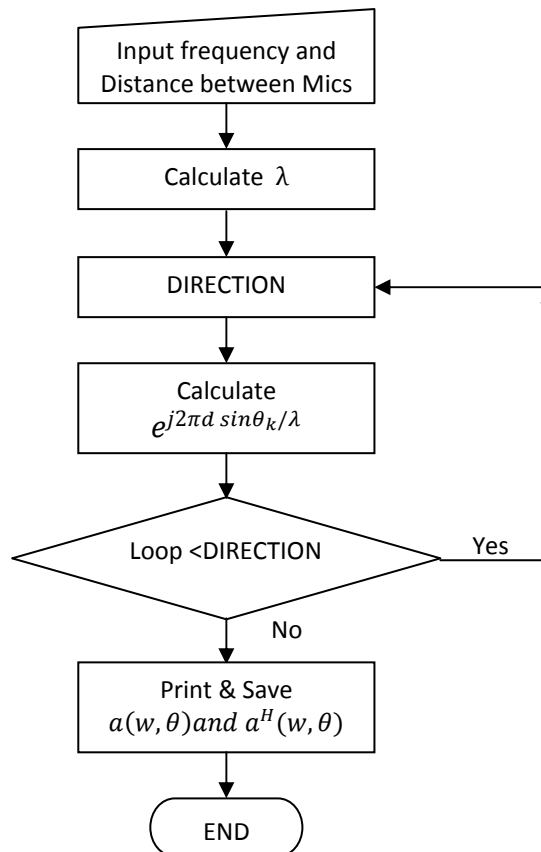 Input frequency and
Distance between Mics
Calculate λ
DIRECTION
Calculate
e^{j2πd sinθ_k/λ}
Loop <DIRECTION
Yes
No
Print & Save
a(w, θ)and a^H(w, θ)
END